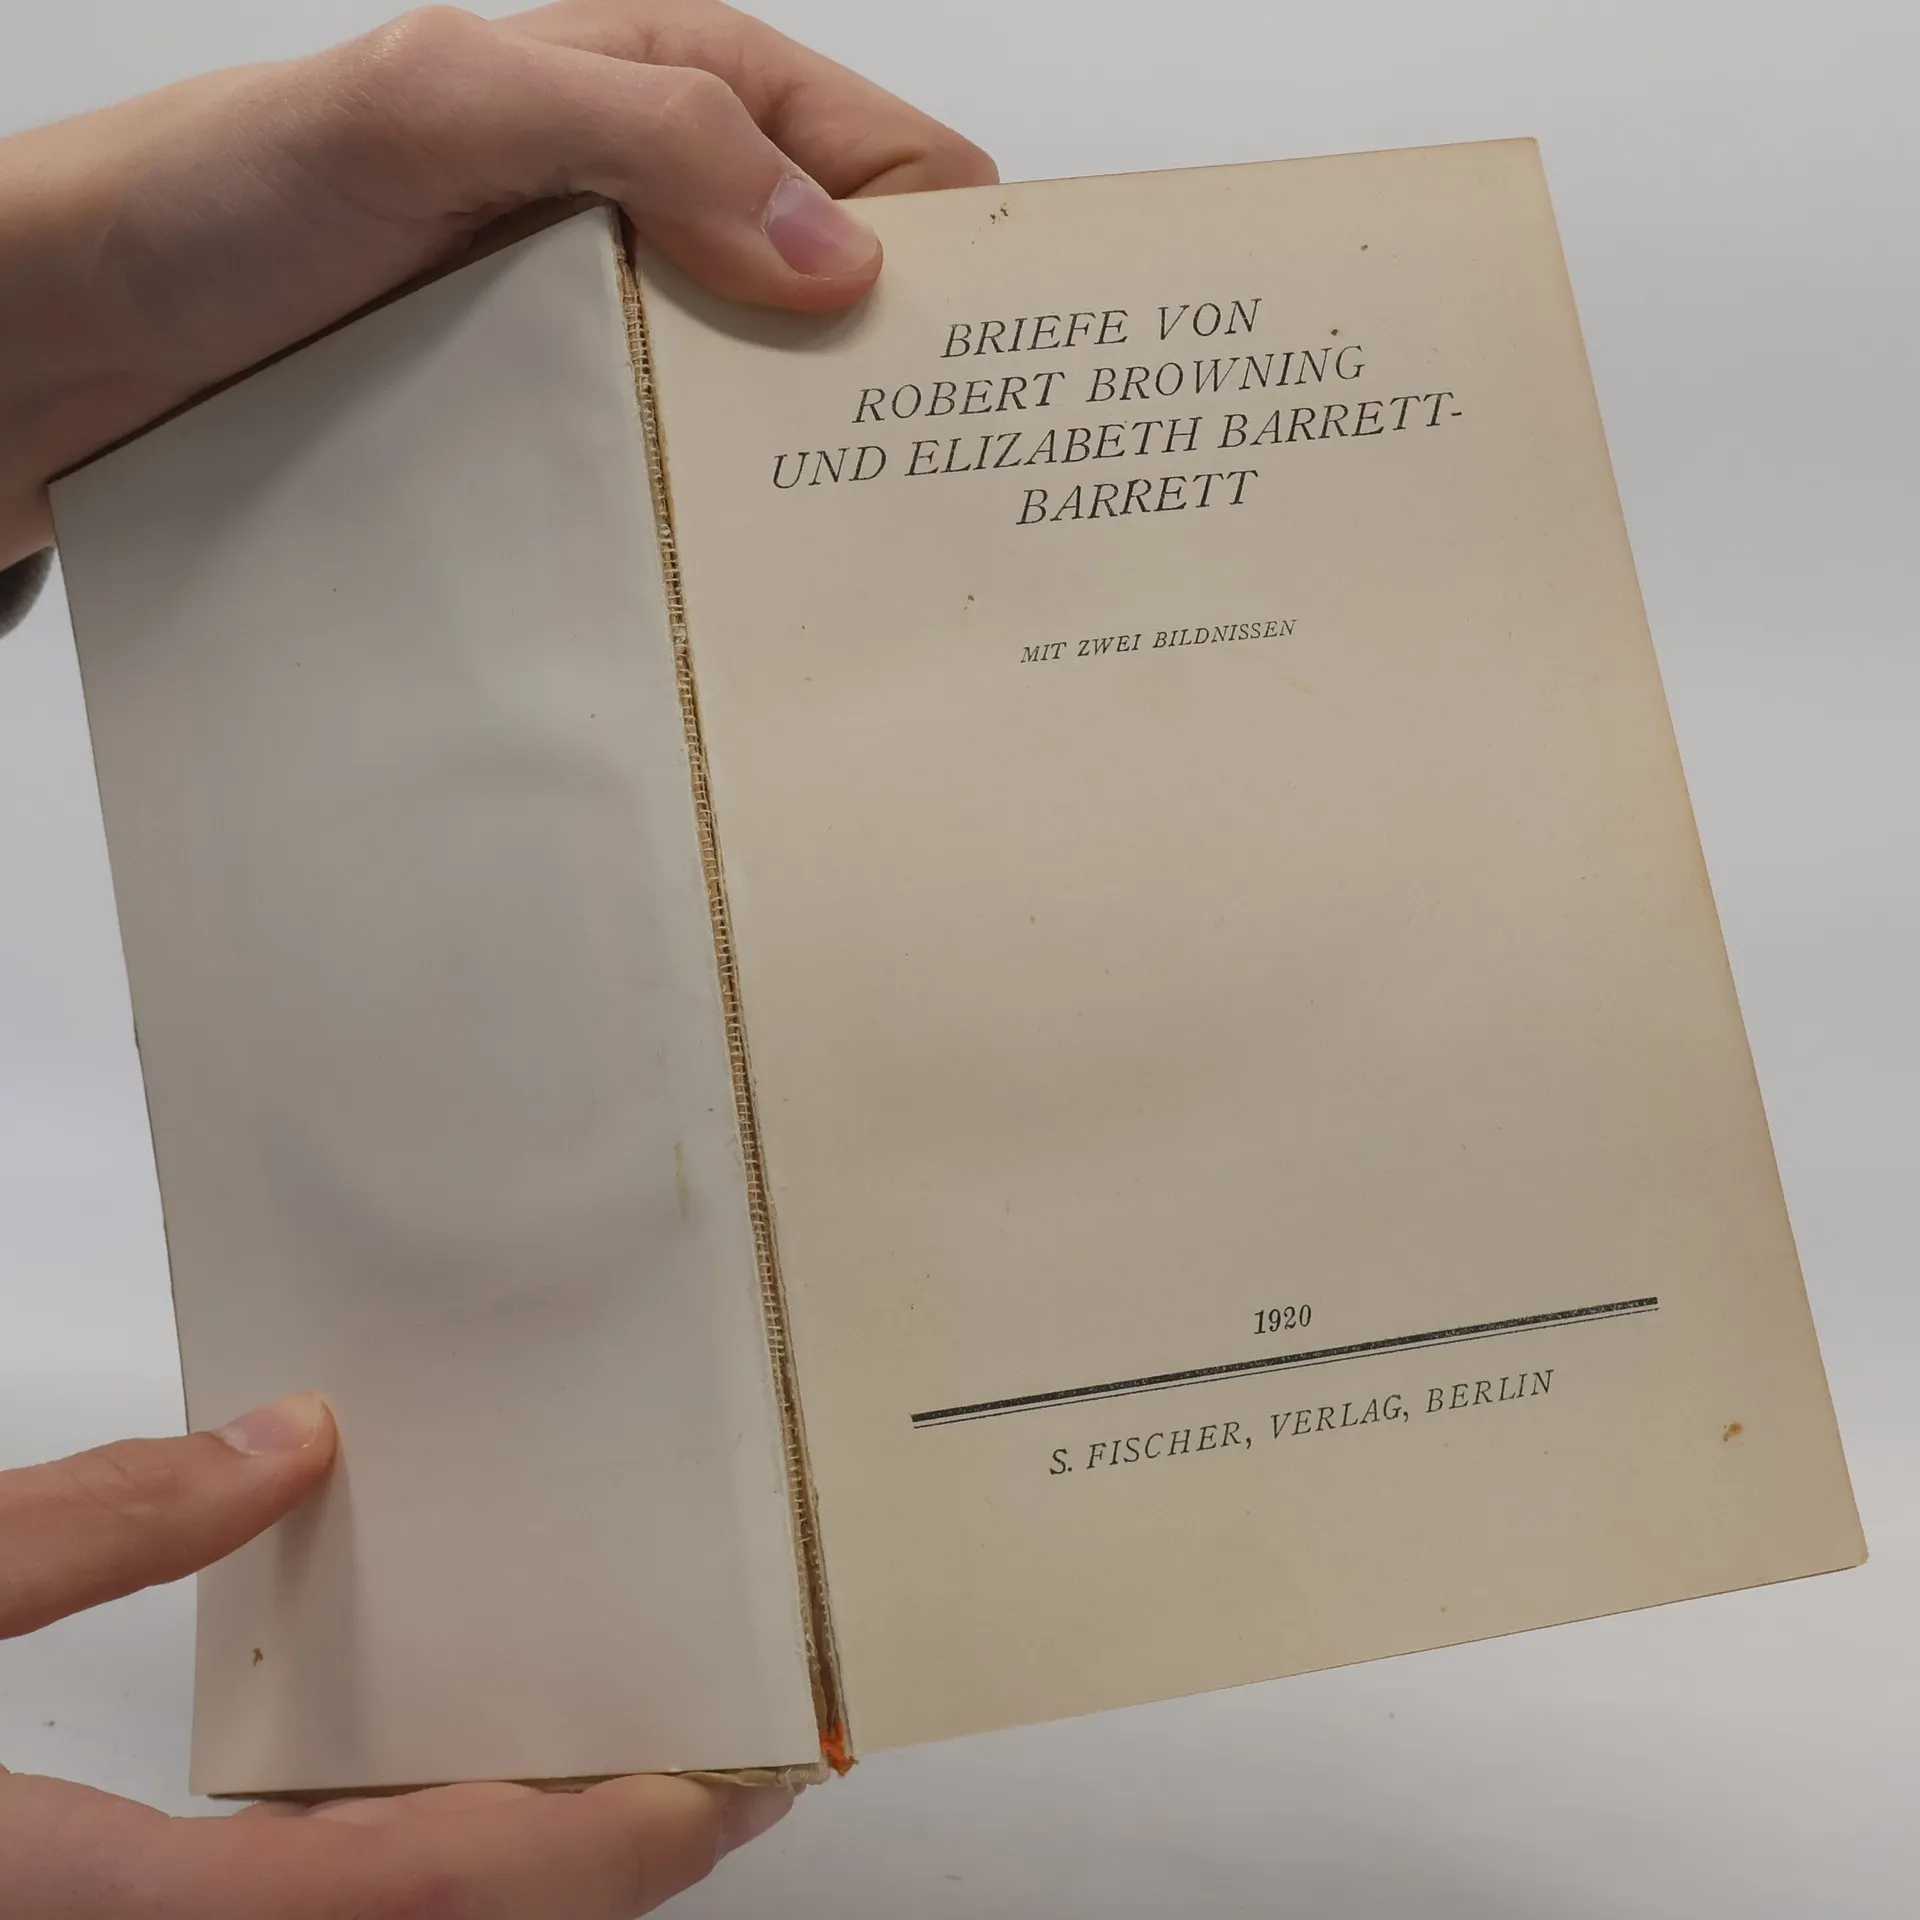 BRIEFE VON
ROBERT BROWNING
UND ELIZABETH BARRETT-
BARRETT
MIT ZWEI BILDNISSEN
1920
S. FISCHER, VERLAG, BERLIN